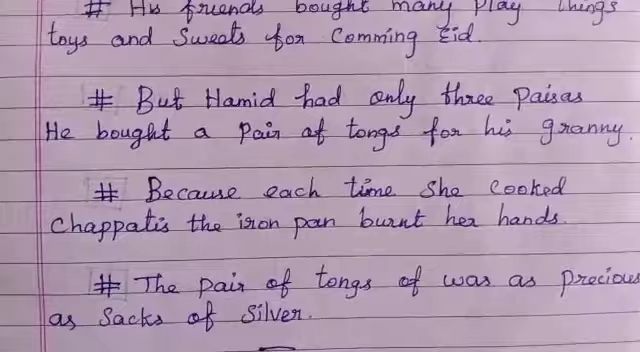 # His friends bought many Play things
toys and Sweets for Comming Eid.
# But Hamid had only three Paisas
He bought a Pair of tongs for his granny.
# Because each time She Cooked
Chappatis the iron pan burnt her hands.
# The pair of tongs of was as Precious
as Sacks of Silver.